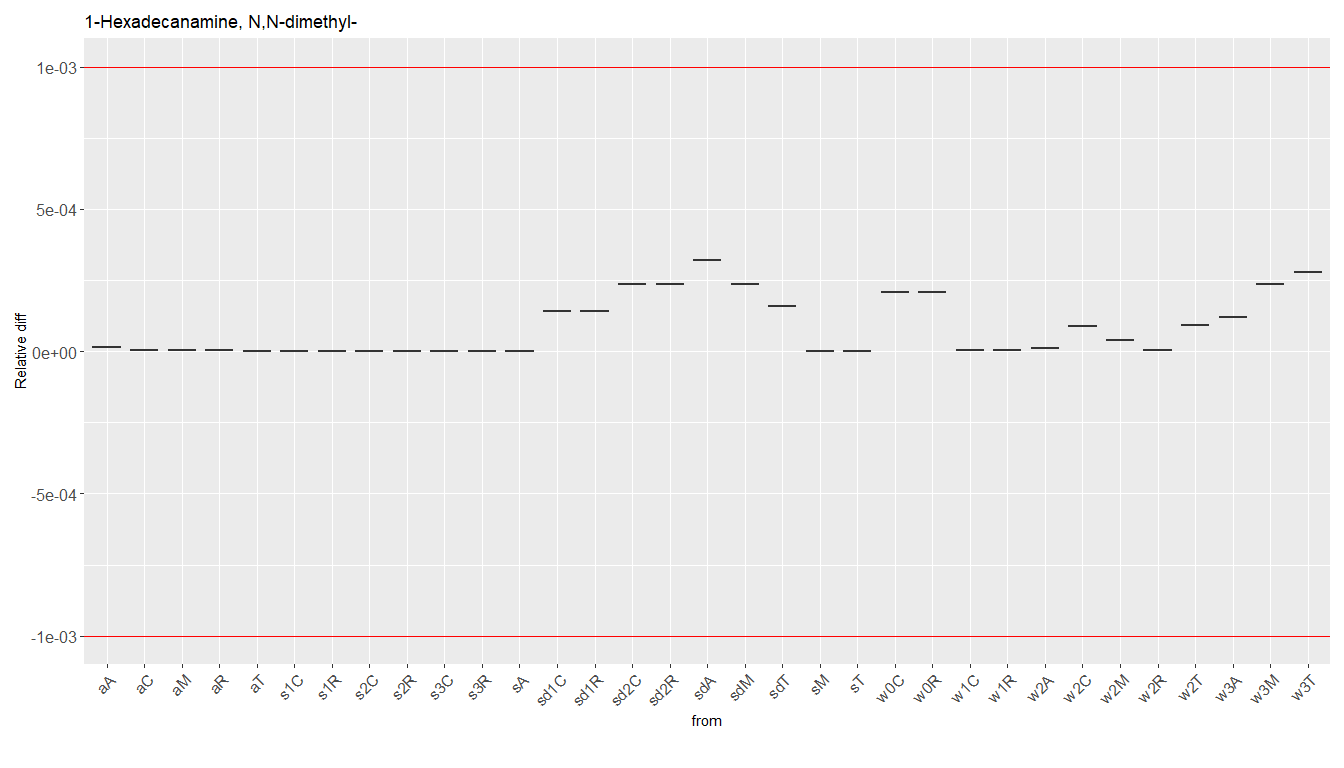 1-Hexadecanamine, N,N-dimethyl-
1e-03
5e-04
0e+00
-5e-04
-1e-03
Relative diff
aA aC aM aR aT s1C s1R s2C s2R s3C s3R sA sd1C sd1R sd2C sd2R sdA sdM sdT sM sT w0C w0R w1C w1R w2A w2C w2M w2R w2T w3A w3M w3T
from